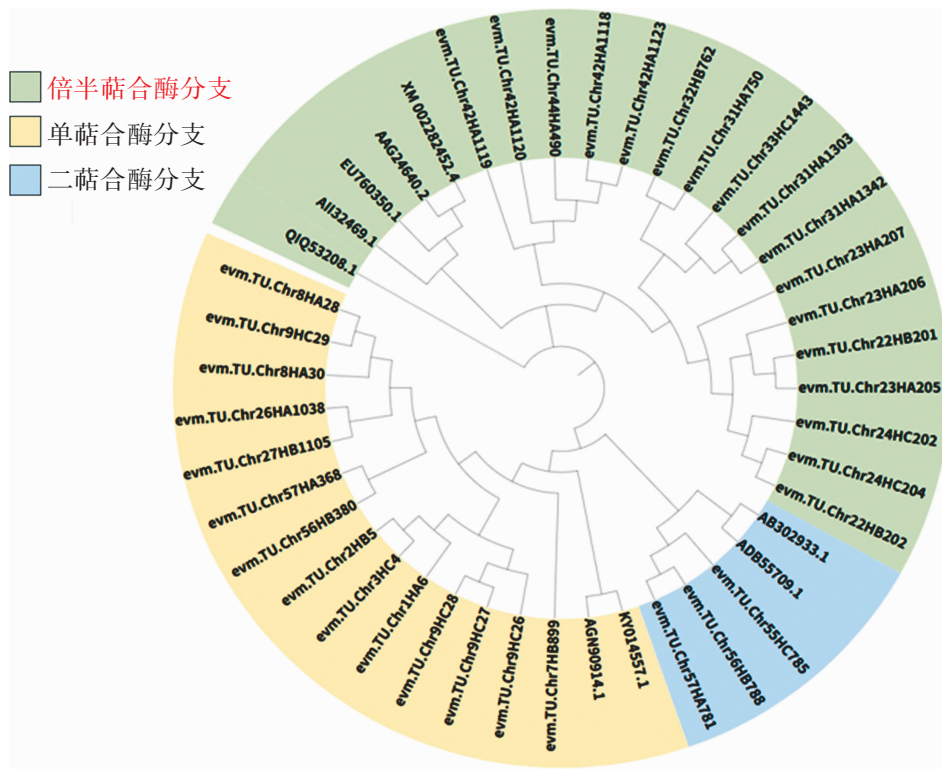 倍半萜合酶分支
单萜合酶分支
二萜合酶分支
QIQ53208.1
AII32469.1
EU760350.1
AAG24640.2
XM 002282452.4
evm.TU.Chr42HA1119
evm.TU.Chr42HA1120
evm.TU.Chr44HA490
evm.TU.Chr42HA1118
evm.TU.Chr42HA1123
evm.TU.Chr32HB762
evm.TU.Chr31HA750
evm.TU.Chr33HC1443
evm.TU.Chr31HA1303
evm.TU.Chr31HA1342
evm.TU.Chr23HA207
evm.TU.Chr23HA206
evm.TU.Chr22HB201
evm.TU.Chr23HA205
evm.TU.Chr24HC202
evm.TU.Chr24HC204
evm.TU.Chr22HB202
AB302933.1
ADB55709.1
evm.TU.Chr55HC785
evm.TU.Chr56HB788
evm.TU.Chr57HA781
KY014557.1
AGN90914.1
evm.TU.Chr7HB899
evm.TU.Chr9HC26
evm.TU.Chr9HC27
evm.TU.Chr9HC28
evm.TU.Chr1HA6
evm.TU.Chr3HC4
evm.TU.Chr2HB5
evm.TU.Chr56HB380
evm.TU.Chr57HA368
evm.TU.Chr27HB1105
evm.TU.Chr26HA1038
evm.TU.Chr8HA30
evm.TU.Chr9HC29
evm.TU.Chr8HA28